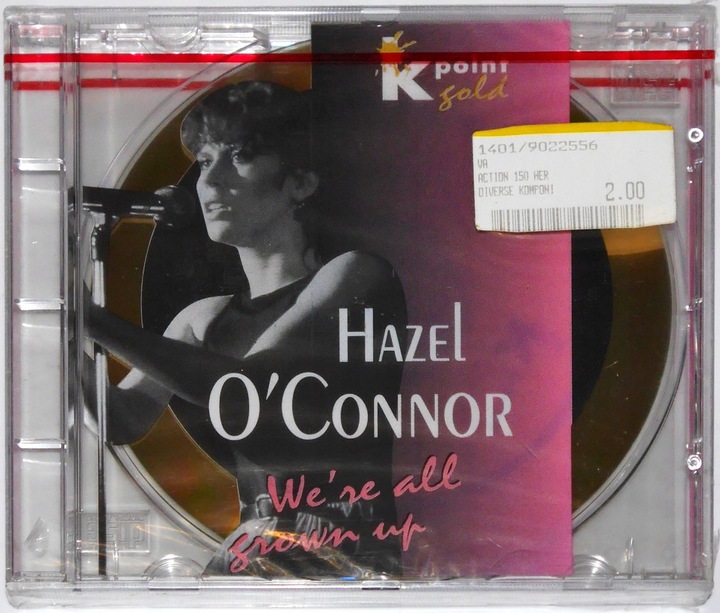 k point
gold
1401/9022556
VA
ACTION 150 HER
DIVERSE KOMPONI
2.00
HAZEL
O'CONNOR
We're all
grown up